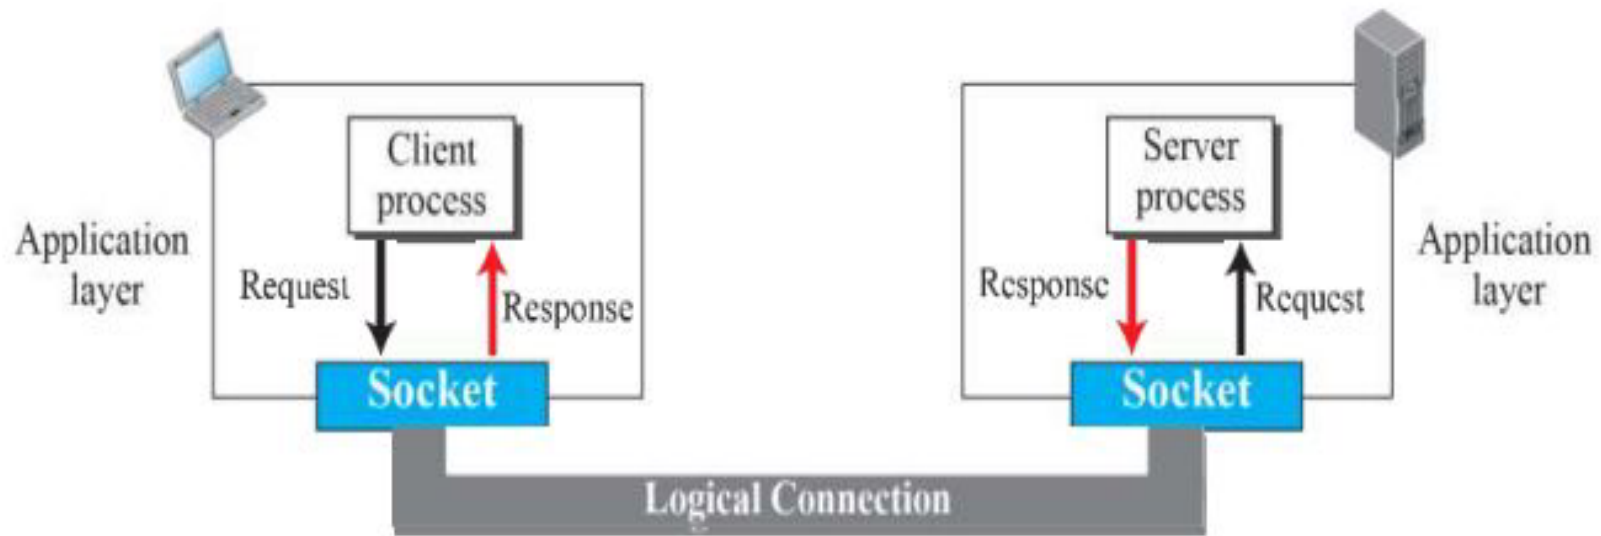 Client
process
Server
process
Application
layer
Request
Response
Response
Request
Application
layer
Socket
Socket
Logical Connection